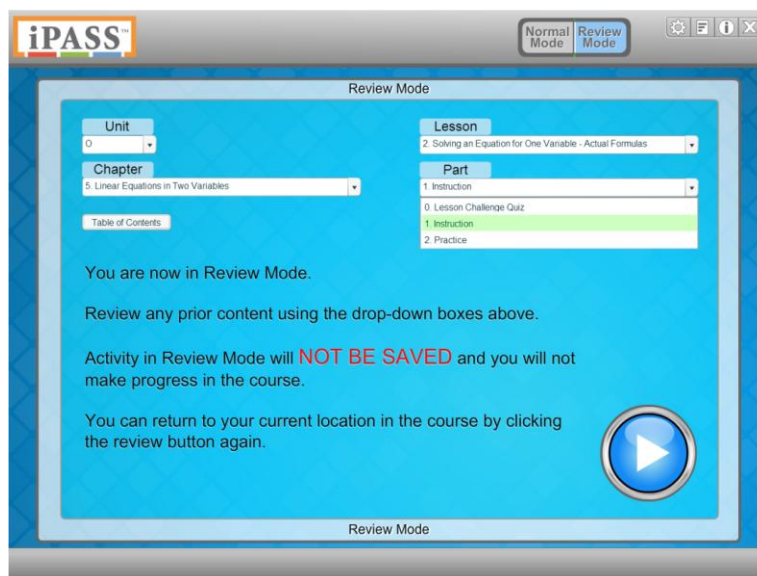 iPASS™
Normal Mode
Review Mode
Review Mode
Unit
O
Lesson
2. Solving an Equation for One Variable - Actual Formulas
Chapter
5. Linear Equations in Two Variables
Part
1. Instruction
0. Lesson Challenge Quiz
1. Instruction
2. Practice
Table of Contents
You are now in Review Mode.
Review any prior content using the drop-down boxes above.
Activity in Review Mode will NOT BE SAVED and you will not
make progress in the course.
You can return to your current location in the course by clicking
the review button again.
Review Mode